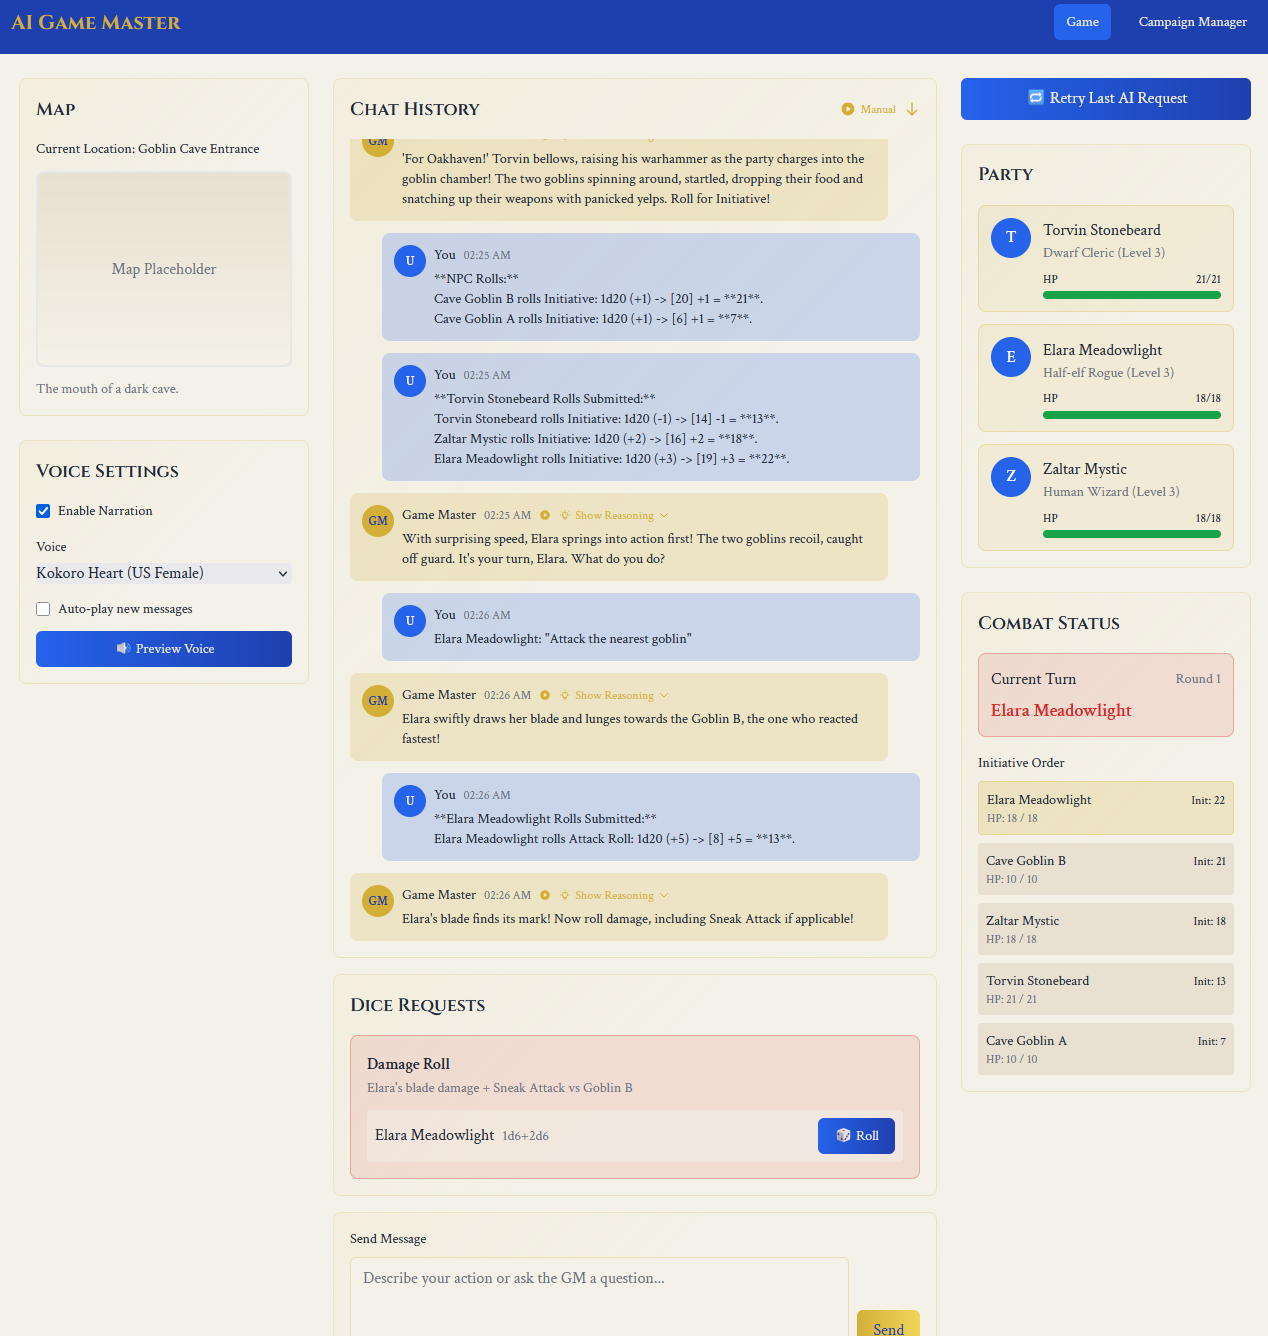 AI Game Master
Game
Campaign Manager
Map
Current Location: Goblin Cave Entrance
Map Placeholder
The mouth of a dark cave.
Voice Settings
Enable Narration
Voice
Kokoro Heart (US Female)
Auto-play new messages
Preview Voice
Chat History
Manual
GM
'For Oakhaven!' Torvin bellows, raising his warhammer as the party charges into the
goblin chamber! The two goblins spinning around, startled, dropping their food and
snatching up their weapons with panicked yelps. Roll for Initiative!
U
You 02:25 AM
**NPC Rolls:**
Cave Goblin B rolls Initiative: 1d20 (+1) -> [20] +1 = **21**.
Cave Goblin A rolls Initiative: 1d20 (+1) -> [6] +1 = **7**.
U
You 02:25 AM
**Torvin Stonebeard Rolls Submitted:**
Torvin Stonebeard rolls Initiative: 1d20 (-1) -> [14] -1 = **13**.
Zaltar Mystic rolls Initiative: 1d20 (+2) -> [16] +2 = **18**.
Elara Meadowlight rolls Initiative: 1d20 (+3) -> [19] +3 = **22**.
GM
Game Master 02:25 AM Show Reasoning
With surprising speed, Elara springs into action first! The two goblins recoil, caught
off guard. It's your turn, Elara. What do you do?
U
You 02:26 AM
Elara Meadowlight: "Attack the nearest goblin"
GM
Game Master 02:26 AM Show Reasoning
Elara swiftly draws her blade and lunges towards the Goblin B, the one who reacted
fastest!
U
You 02:26 AM
**Elara Meadowlight Rolls Submitted:**
Elara Meadowlight rolls Attack Roll: 1d20 (+5) -> [8] +5 = **13**.
GM
Game Master 02:26 AM Show Reasoning
Elara's blade finds its mark! Now roll damage, including Sneak Attack if applicable!
Dice Requests
Damage Roll
Elara's blade damage + Sneak Attack vs Goblin B
Elara Meadowlight 1d6+2d6
Roll
Send Message
Describe your action or ask the GM a question...
Send
Retry Last AI Request
Party
T
Torvin Stonebeard
Dwarf Cleric (Level 3)
HP 21/21
E
Elara Meadowlight
Half-elf Rogue (Level 3)
HP 18/18
Z
Zaltar Mystic
Human Wizard (Level 3)
HP 18/18
Combat Status
Current Turn Round 1
Elara Meadowlight
Initiative Order
Elara Meadowlight Init: 22
HP: 18 / 18
Cave Goblin B Init: 21
HP: 10 / 10
Zaltar Mystic Init: 18
HP: 18 / 18
Torvin Stonebeard Init: 13
HP: 21 / 21
Cave Goblin A Init: 7
HP: 10 / 10